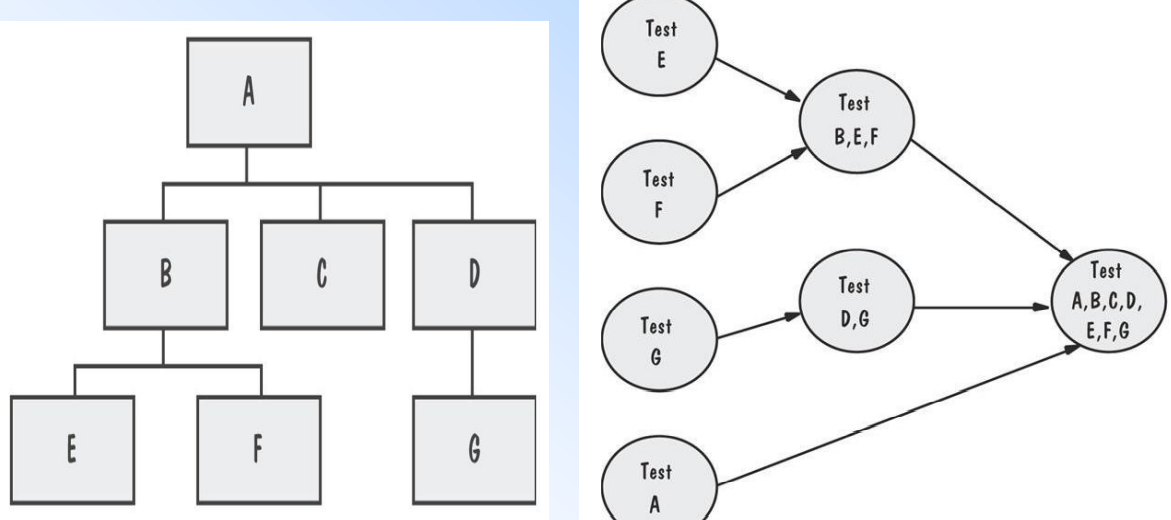 A
B
C
D
E
F
G
Test
E
Test
F
Test
G
Test
A
Test
B,E,F
Test
D,G
Test
A,B,C,D,
E,F,G